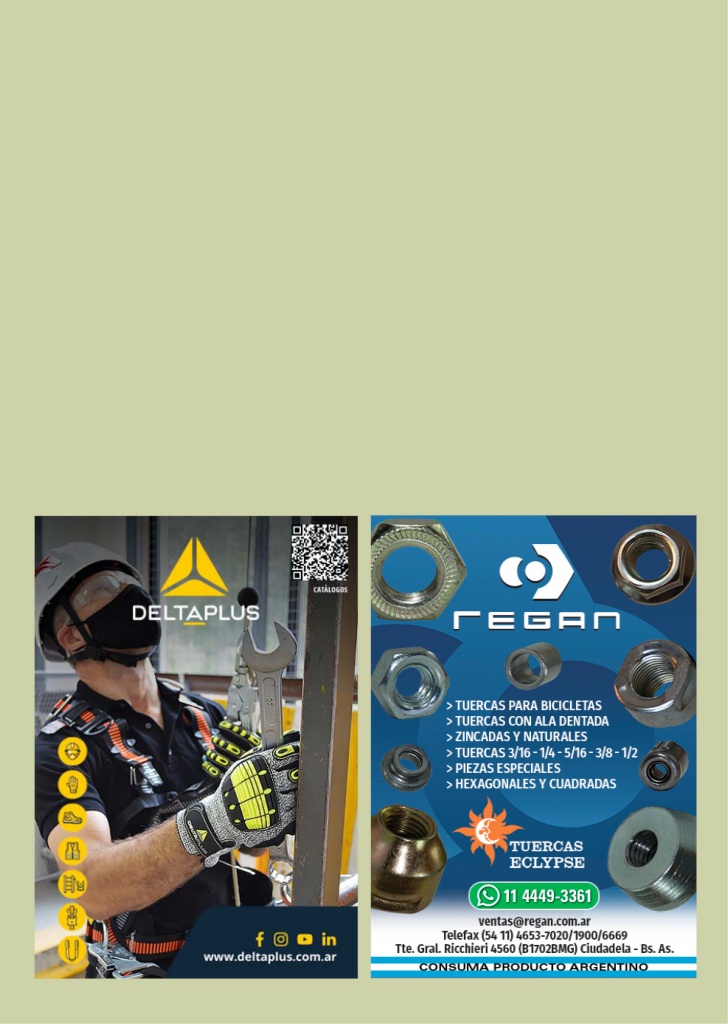 CATÁLOGOS
DELTAPLUS
www.deltaplus.com.ar
regan
> TUERCAS PARA BICICLETAS
> TUERCAS CON ALA DENTADA
> ZINCADAS Y NATURALES
> TUERCAS 3/16 - 1/4 - 5/16 - 3/8 - 1/2
> PIEZAS ESPECIALES
> HEXAGONALES Y CUADRADAS
TUERCAS
ECLYPSE
11 4449-3361
ventas@regan.com.ar
Telefax (54 11) 4653-7020/1900/6669
Tte. Gral. Ricchieri 4560 (B1702BMG) Ciudadela - Bs. As.
CONSUMA PRODUCTO ARGENTINO